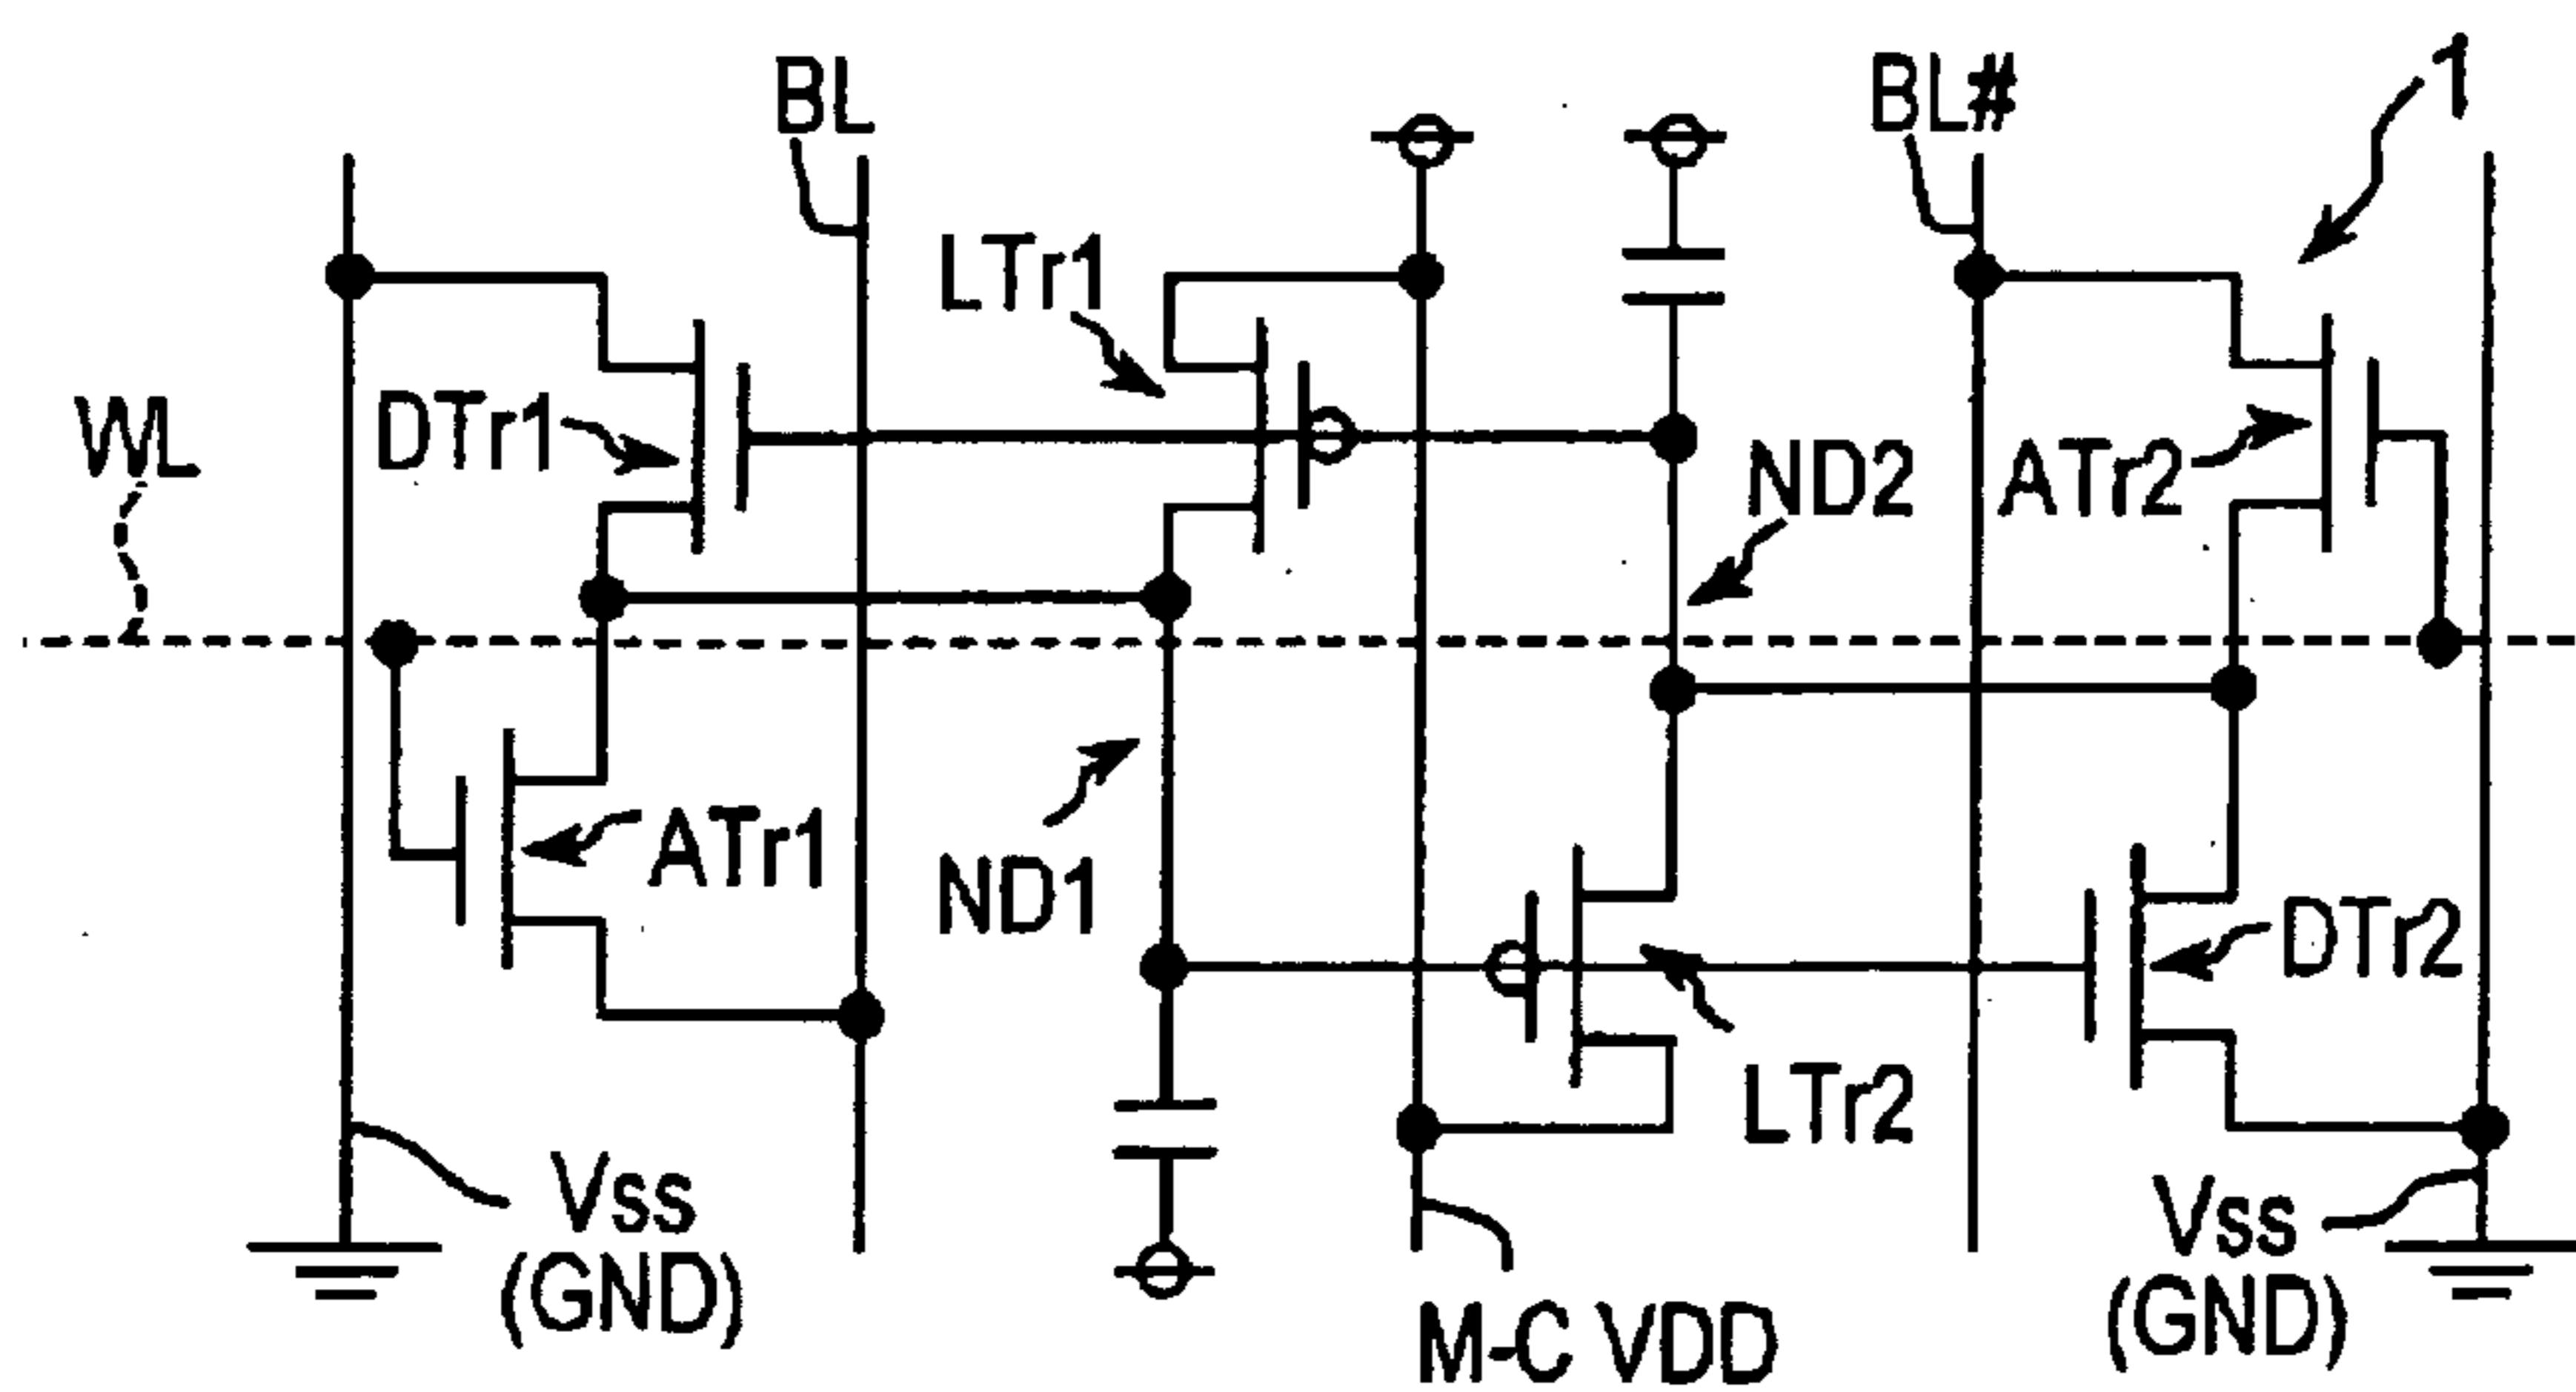 BL
BL#
1
LTr1
WL
DTr1
ND2
ATr2
ATr1
ND1
DTr2
LTr2
Vss
(GND)
Vss
(GND)
M-C VDD